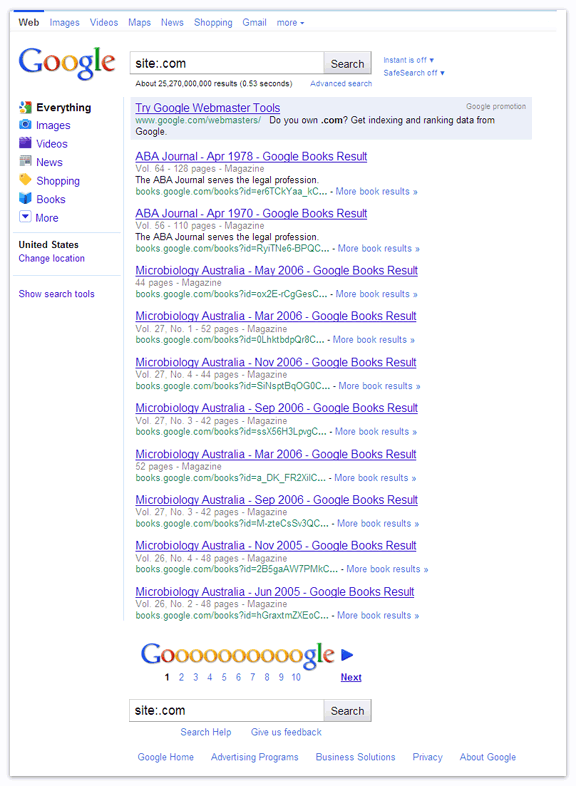 Web Images Videos Maps News Shopping Gmail more
Google
site:.com Search
Instant is off
SafeSearch off
About 25,270,000,000 results (0.53 seconds) Advanced search
Everything
Images
Videos
News
Shopping
Books
More
United States
Change location
Show search tools
Try Google Webmaster Tools Google promotion
www.google.com/webmasters/ Do you own .com? Get indexing and ranking data from
Google.
ABA Journal - Apr 1978 - Google Books Result
Vol. 64 - 128 pages - Magazine
The ABA Journal serves the legal profession.
books.google.com/books?id=er6TCkYaa_kC... - More book results »
ABA Journal - Apr 1970 - Google Books Result
Vol. 56 - 110 pages - Magazine
The ABA Journal serves the legal profession.
books.google.com/books?id=RyiTNe6-BPQC... - More book results »
Microbiology Australia - May 2006 - Google Books Result
44 pages - Magazine
books.google.com/books?id=ox2E-rCgGesC... - More book results »
Microbiology Australia - Mar 2006 - Google Books Result
Vol. 27, No. 1 - 52 pages - Magazine
books.google.com/books?id=0LhktbdpQr8C... - More book results »
Microbiology Australia - Nov 2006 - Google Books Result
Vol. 27, No. 4 - 44 pages - Magazine
books.google.com/books?id=SiNsptBqOG0C... - More book results »
Microbiology Australia - Sep 2006 - Google Books Result
Vol. 27, No. 3 - 42 pages - Magazine
books.google.com/books?id=ssX56H3LpvgC... - More book results »
Microbiology Australia - Mar 2006 - Google Books Result
52 pages - Magazine
books.google.com/books?id=a_DK_FR2XilC... - More book results »
Microbiology Australia - Sep 2006 - Google Books Result
Vol. 27, No. 3 - 42 pages - Magazine
books.google.com/books?id=M-zteCsSv3QC... - More book results »
Microbiology Australia - Nov 2005 - Google Books Result
Vol. 26, No. 4 - 48 pages - Magazine
books.google.com/books?id=2B5gaAW7PMkC... - More book results »
Microbiology Australia - Jun 2005 - Google Books Result
Vol. 26, No. 2 - 48 pages - Magazine
books.google.com/books?id=hGraxtmZXEoC... - More book results »
Goooooooooogle
1 2 3 4 5 6 7 8 9 10 Next
site:.com Search
Search Help Give us feedback
Google Home Advertising Programs Business Solutions Privacy About Google